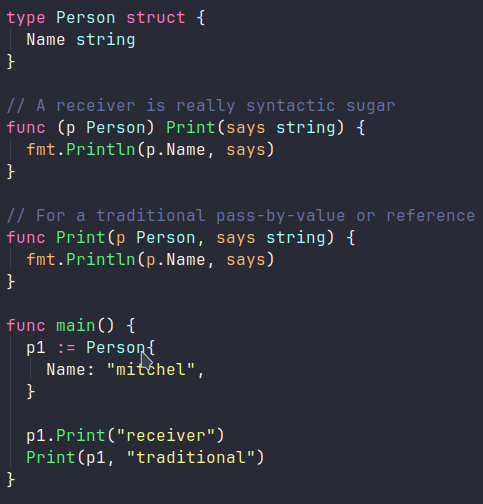 type Person struct {
  Name string
}

// A receiver is really syntactic sugar
func (p Person) Print(says string) {
  fmt.Println(p.Name, says)
}

// For a traditional pass-by-value or reference
func Print(p Person, says string) {
  fmt.Println(p.Name, says)
}

func main() {
  p1 := Person{
    Name: "mitchel",
  }

  p1.Print("receiver")
  Print(p1, "traditional")
}